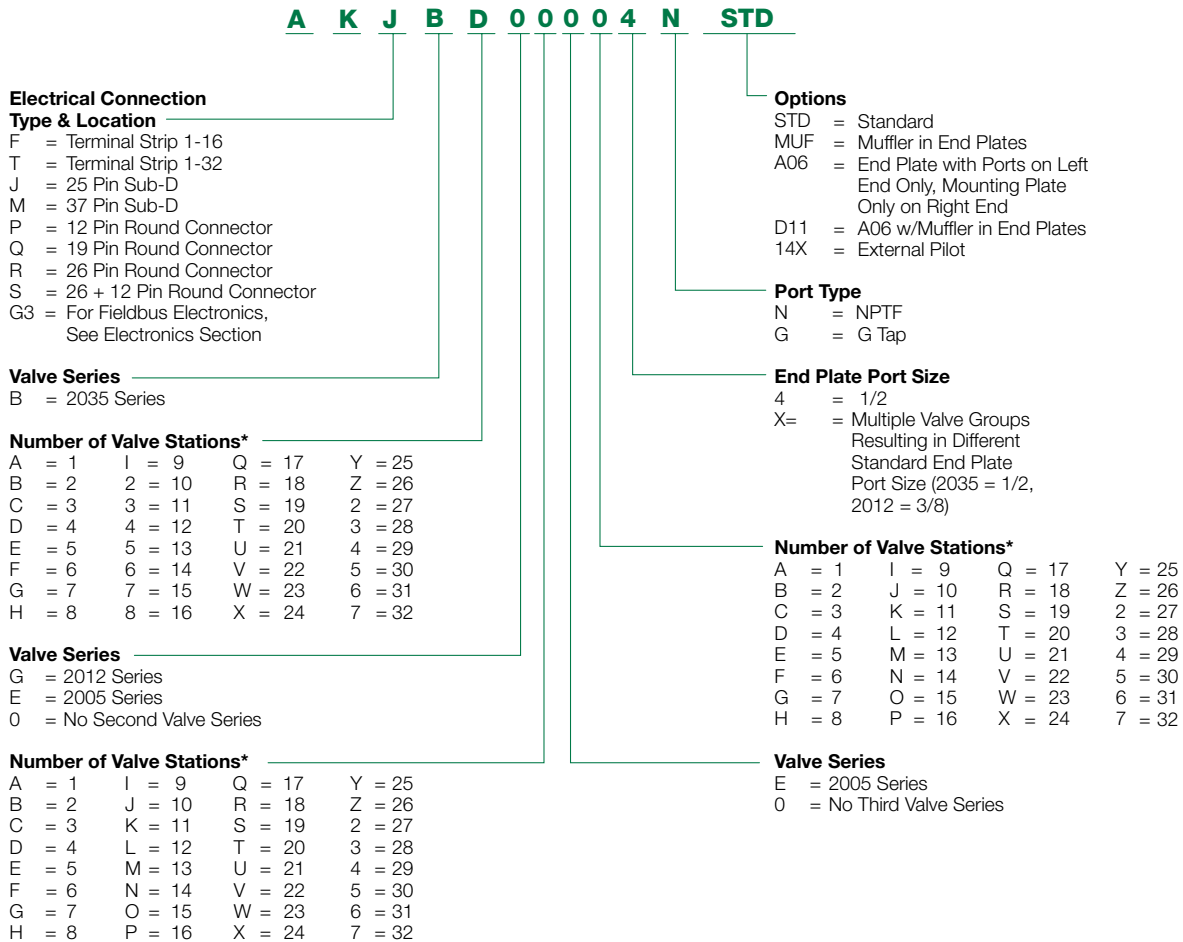 A K J B D 0 0 0 0 4 N STD
Electrical Connection
Type & Location
F = Terminal Strip 1-16
T = Terminal Strip 1-32
J = 25 Pin Sub-D
M = 37 Pin Sub-D
P = 12 Pin Round Connector
Q = 19 Pin Round Connector
R = 26 Pin Round Connector
S = 26 + 12 Pin Round Connector
G3 = For Fieldbus Electronics,
See Electronics Section
Valve Series
B = 2035 Series
Number of Valve Stations*
A = 1 I = 9 Q = 17 Y = 25
B = 2 2 = 10 R = 18 Z = 26
C = 3 3 = 11 S = 19 2 = 27
D = 4 4 = 12 T = 20 3 = 28
E = 5 5 = 13 U = 21 4 = 29
F = 6 6 = 14 V = 22 5 = 30
G = 7 7 = 15 W = 23 6 = 31
H = 8 8 = 16 X = 24 7 = 32
Valve Series
G = 2012 Series
E = 2005 Series
0 = No Second Valve Series
Number of Valve Stations*
A = 1 I = 9 Q = 17 Y = 25
B = 2 J = 10 R = 18 Z = 26
C = 3 K = 11 S = 19 2 = 27
D = 4 L = 12 T = 20 3 = 28
E = 5 M = 13 U = 21 4 = 29
F = 6 N = 14 V = 22 5 = 30
G = 7 O = 15 W = 23 6 = 31
H = 8 P = 16 X = 24 7 = 32
Options
STD = Standard
MUF = Muffler in End Plates
A06 = End Plate with Ports on Left
End Only, Mounting Plate
Only on Right End
D11 = A06 w/Muffler in End Plates
14X = External Pilot
Port Type
N = NPTF
G = G Tap
End Plate Port Size
4 = 1/2
X= = Multiple Valve Groups
Resulting in Different
Standard End Plate
Port Size (2035 = 1/2,
2012 = 3/8)
Number of Valve Stations*
A = 1 I = 9 Q = 17 Y = 25
B = 2 J = 10 R = 18 Z = 26
C = 3 K = 11 S = 19 2 = 27
D = 4 L = 12 T = 20 3 = 28
E = 5 M = 13 U = 21 4 = 29
F = 6 N = 14 V = 22 5 = 30
G = 7 O = 15 W = 23 6 = 31
H = 8 P = 16 X = 24 7 = 32
Valve Series
E = 2005 Series
0 = No Third Valve Series